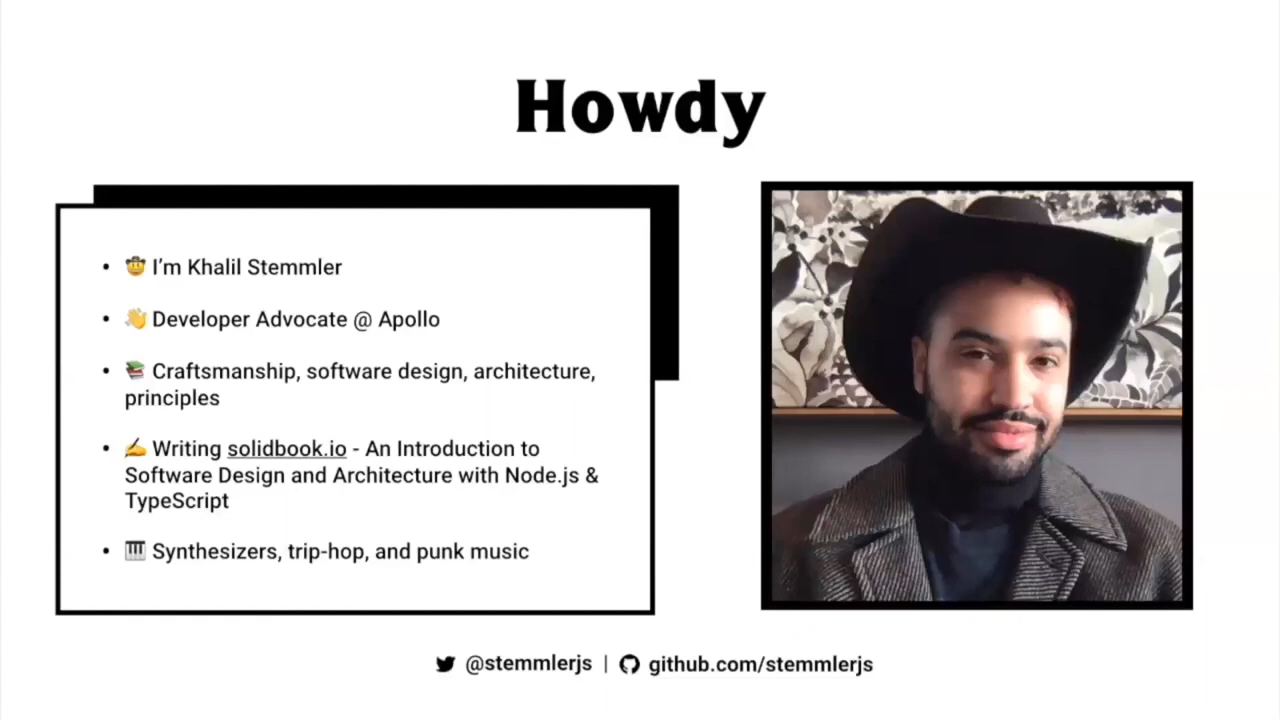 Howdy
• 🤠 I’m Khalil Stemmler
• 👋 Developer Advocate @ Apollo
• 📚 Craftsmanship, software design, architecture,
principles
• ✍️ Writing solidbook.io - An Introduction to
Software Design and Architecture with Node.js &
TypeScript
• 🎹 Synthesizers, trip-hop, and punk music
@stemmlerjs | github.com/stemmlerjs